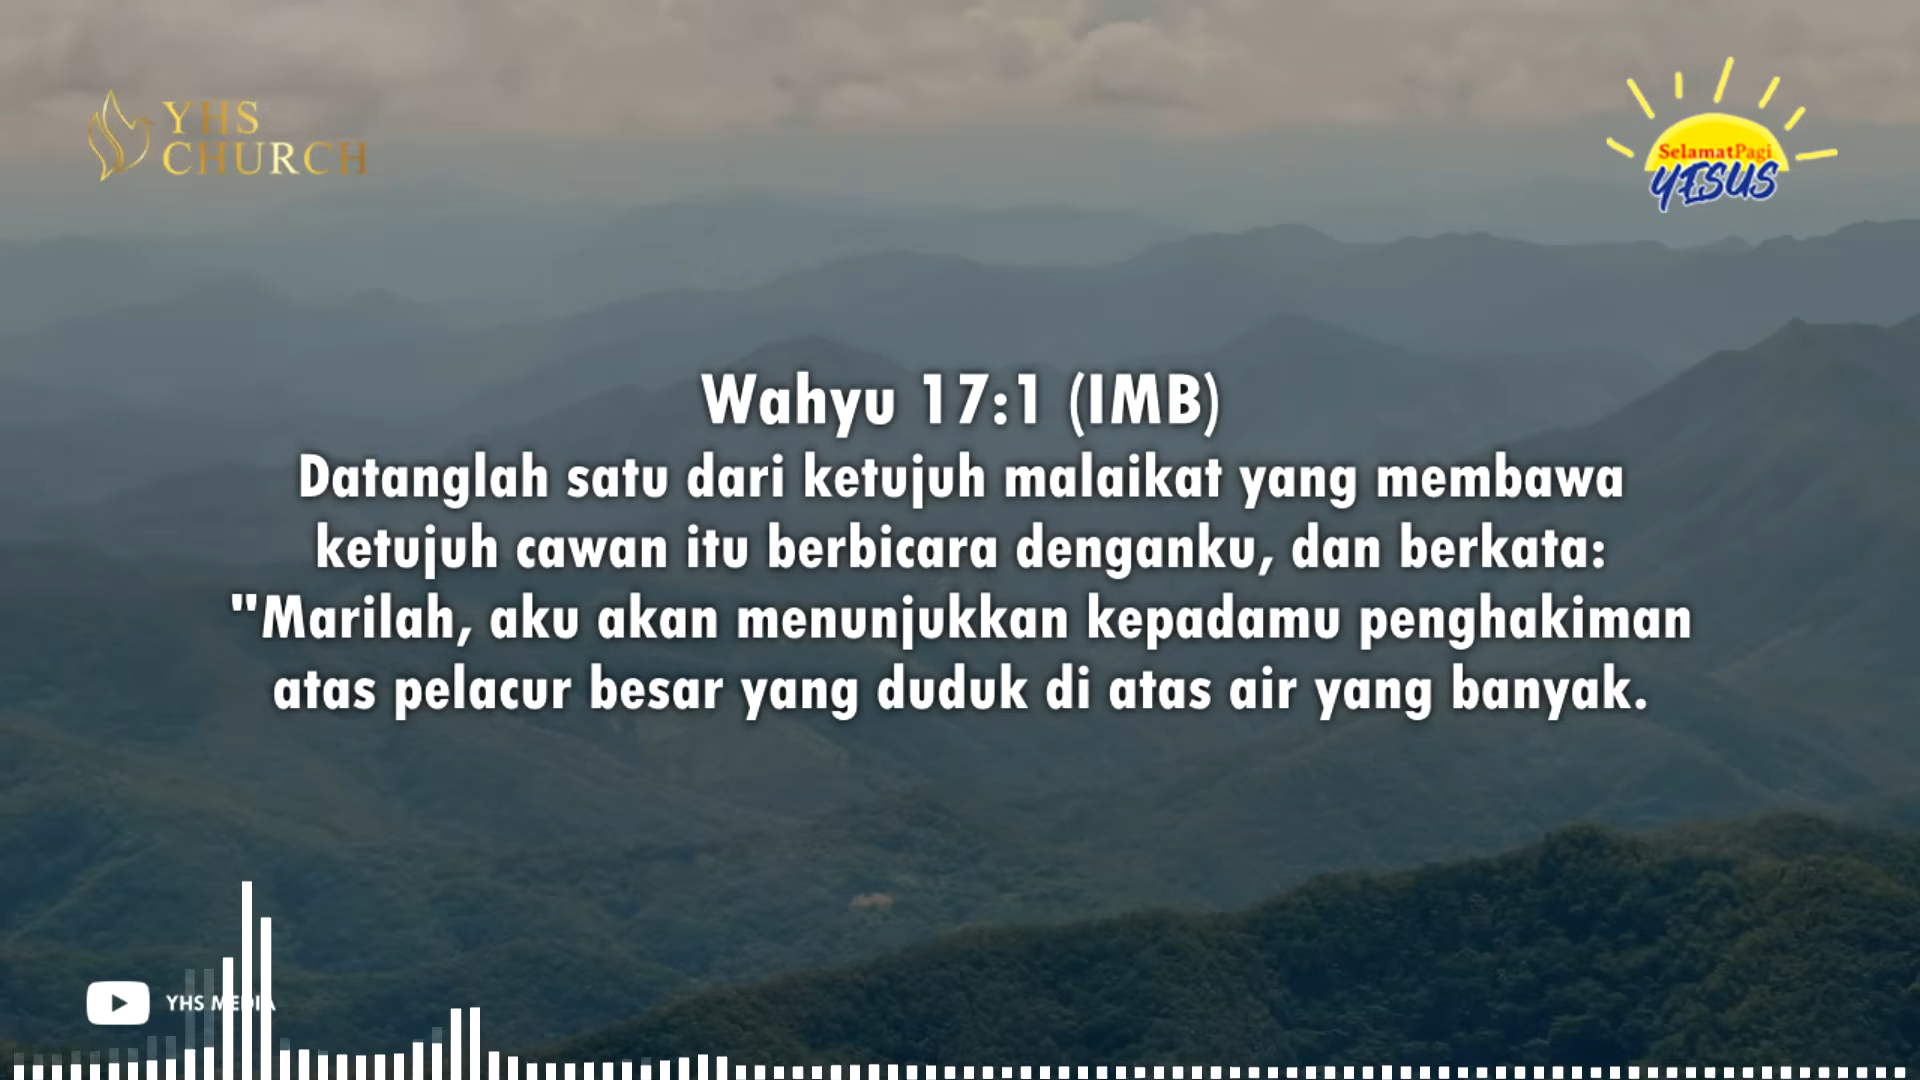 YHS
CHURCH
SelamatPagi
YESUS
Wahyu 17:1 (IMB)
Datanglah satu dari ketujuh malaikat yang membawa
ketujuh cawan itu berbicara denganku, dan berkata:
"Marilah, aku akan menunjukkan kepadamu penghakiman
atas pelacur besar yang duduk di atas air yang banyak.
YHS MEDIA